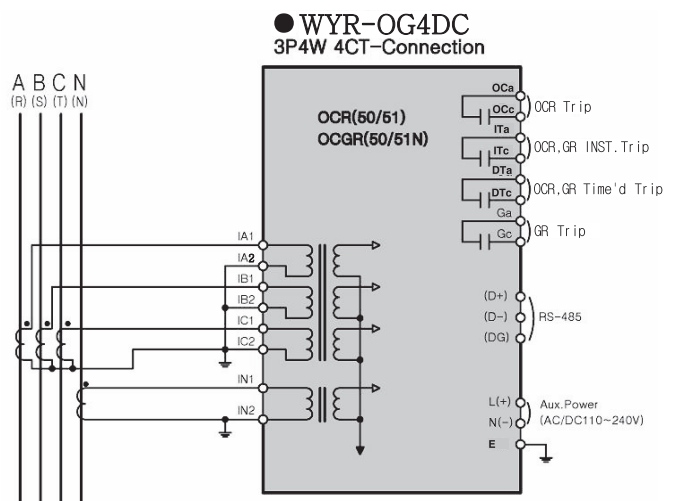 ● WYR-OG4DC
3P4W 4CT-Connection
A B C N
(R) (S) (T) (N)
OCR(50/51)
OCGR(50/51N)
OCa
OCc
OCR Trip
ITa
ITc
OCR,GR INST.Trip
DTa
DTc
OCR,GR Time'd Trip
Ga
Gc
GR Trip
IA1
IA2
IB1
IB2
IC1
IC2
IN1
IN2
(D+)
(D-)
(DG)
RS-485
L(+)
N(-)
Aux.Power
(AC/DC110~240V)
E